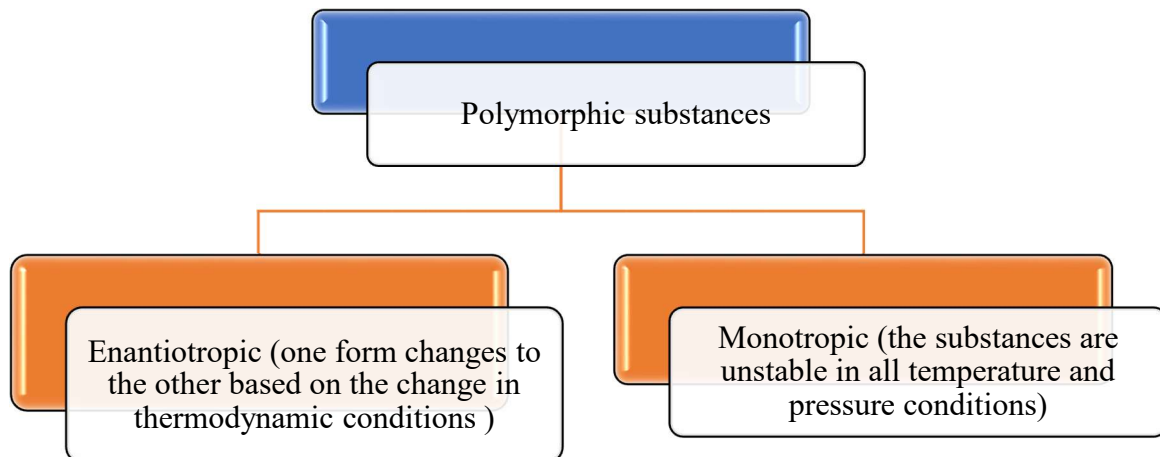 Polymorphic substances
Enantiotropic (one form changes to
the other based on the change in
thermodynamic conditions )
Monotropic (the substances are
unstable in all temperature and
pressure conditions)